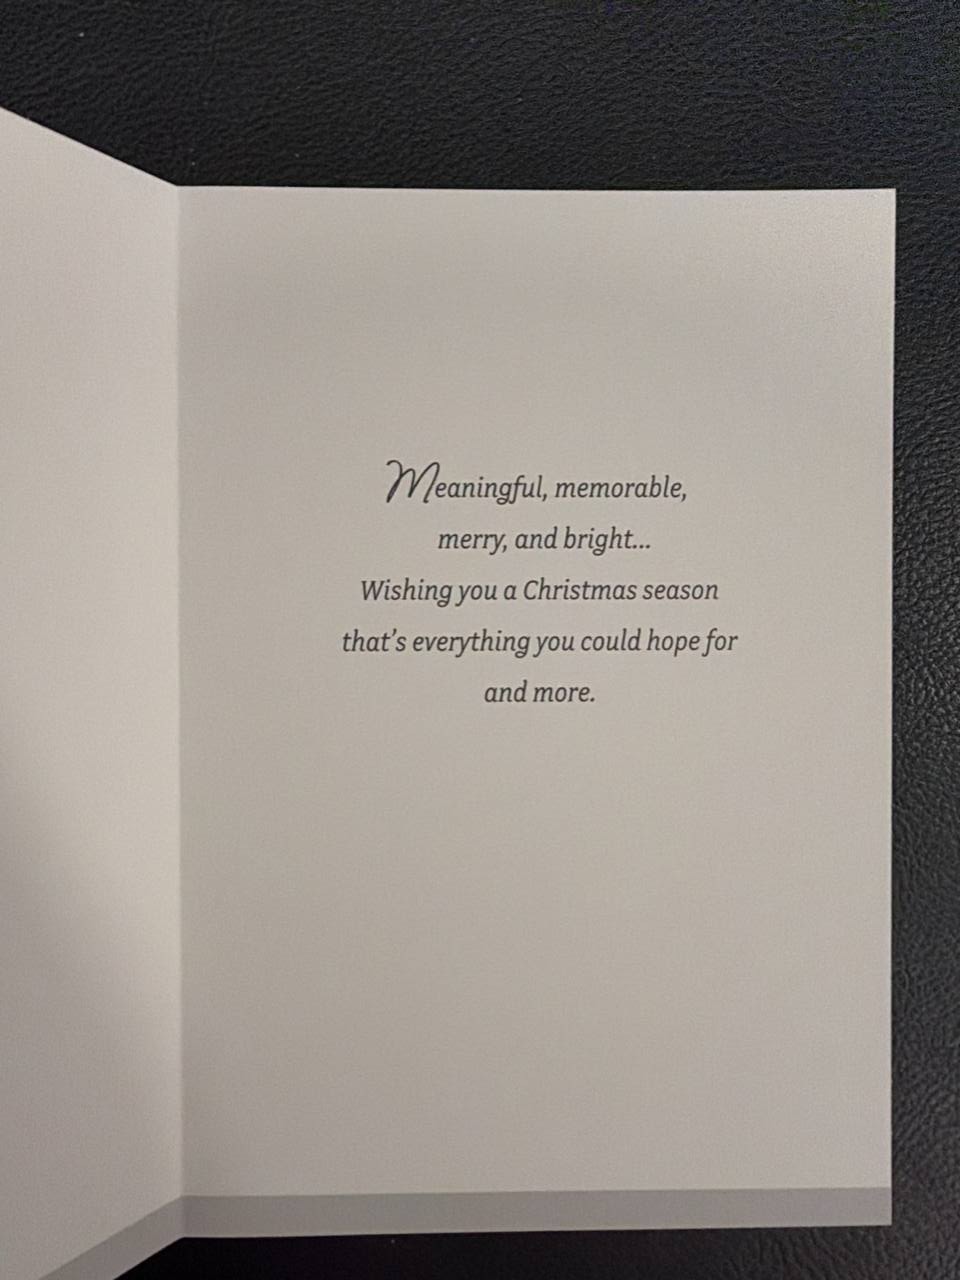 Meaningful, memorable,
merry, and bright...
Wishing you a Christmas season
that’s everything you could hope for
and more.